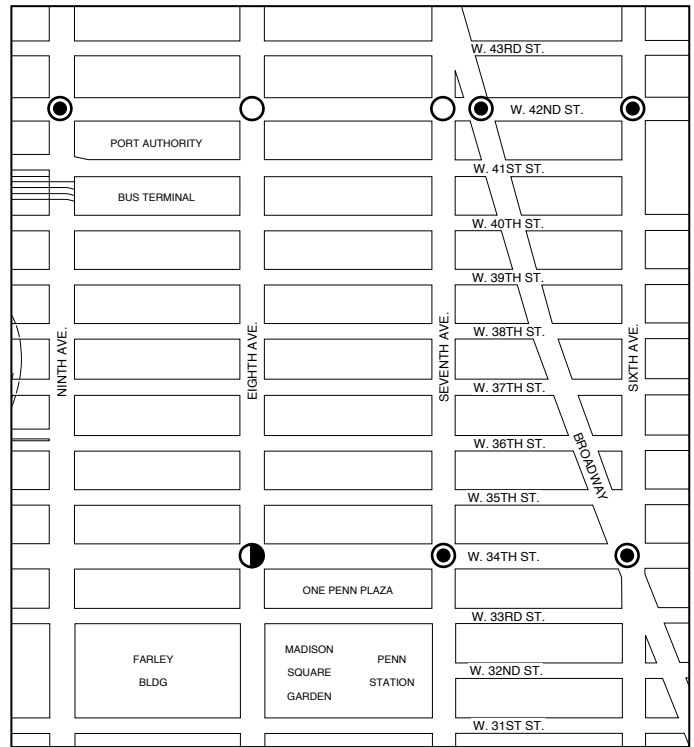 W. 43RD ST.
W. 42ND ST.
PORT AUTHORITY
W. 41ST ST.
BUS TERMINAL
W. 40TH ST.
W. 39TH ST.
W. 38TH ST.
NINTH AVE.
EIGHTH AVE.
SEVENTH AVE.
SIXTH AVE.
W. 37TH ST.
W. 36TH ST.
BROADWAY
W. 35TH ST.
W. 34TH ST.
ONE PENN PLAZA
W. 33RD ST.
FARLEY
BLDG
MADISON
SQUARE
GARDEN
PENN
STATION
W. 32ND ST.
W. 31ST ST.